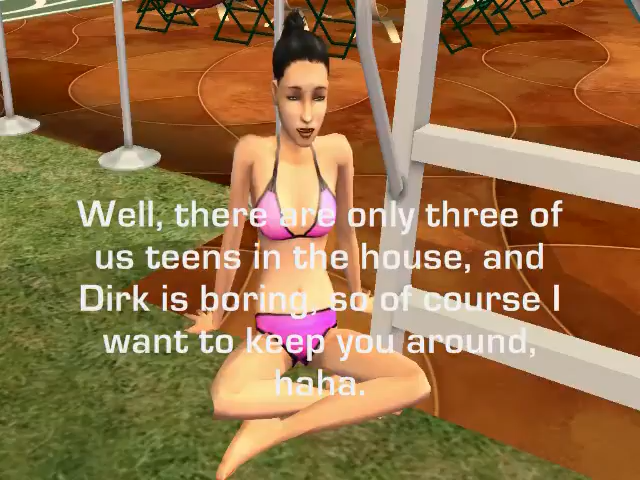 Well, there are only three of
us teens in the house, and
Dirk is boring, so of course I
want to keep you around,
haha.